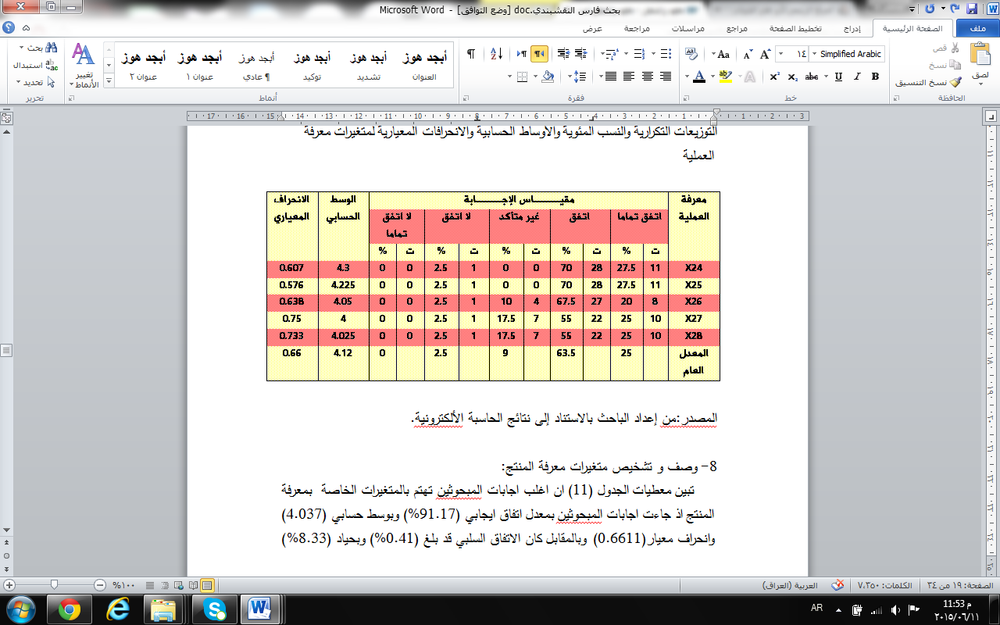 بحث فارس النقشبندي.doc [وضع التوافق] - Microsoft Word
ملف الصفحة الرئيسية إدراج تخطيط الصفحة مراجع مراسلات مراجعة عرض
لصق
قص
نسخ
نسخ التنسيق
الحافظة
Simplified Arabic ١٤
خط
فقرة
أبجد هوز أبجد هوز أبجد هوز أبجد هوز أبجد هوز أبجد هوز
العنوان تشديد توكيد ¶ عادي عنوان ١ عنوان ٢
تغيير
الأنماط
أنماط
بحث
استبدال
تحديد
تحرير
التوزيعات التكرارية والنسب المئوية والاوساط الحسابية والانحرافات المعيارية لمتغيرات معرفة
العملية
معرفة العملية مقيـــــاس الإجـــــابة الوسط الحسابي الانحراف المعياري
اتفق تماما اتفق غير متأكد لا اتفق لا اتفق تماما
ت % ت % ت % ت % ت %
X24 11 27.5 28 70 0 0 1 2.5 0 0 4.3 0.607
X25 11 27.5 28 70 0 0 1 2.5 0 0 4.225 0.576
X26 8 20 27 67.5 4 10 1 2.5 0 0 4.05 0.638
X27 10 25 22 55 7 17.5 1 2.5 0 0 4 0.75
X28 10 25 22 55 7 17.5 1 2.5 0 0 4.025 0.733
المعدل العام 25 63.5 9 2.5 0 4.12 0.66
المصدر:من إعداد الباحث بالاستناد إلى نتائج الحاسبة الألكترونية.
8- وصف و تشخيص متغيرات معرفة المنتج:
تبين معطيات الجدول (11) ان اغلب اجابات المبحوثين تهتم بالمتغيرات الخاصة بمعرفة
المنتج اذ جاءت اجابات المبحوثين بمعدل اتفاق ايجابي (91.17%) وبوسط حسابي (4.037)
وانحراف معيار(0.6611) وبالمقابل كان الاتفاق السلبي قد بلغ (0.41%) وبحياد (8.33%)
الصفحة: ١٩ من ٢٤ الكلمات: ٧.٣٥٠ العربية (العراق) ١٠٠%
AR
11:53 م
٢٠١٥/٠٦/١١